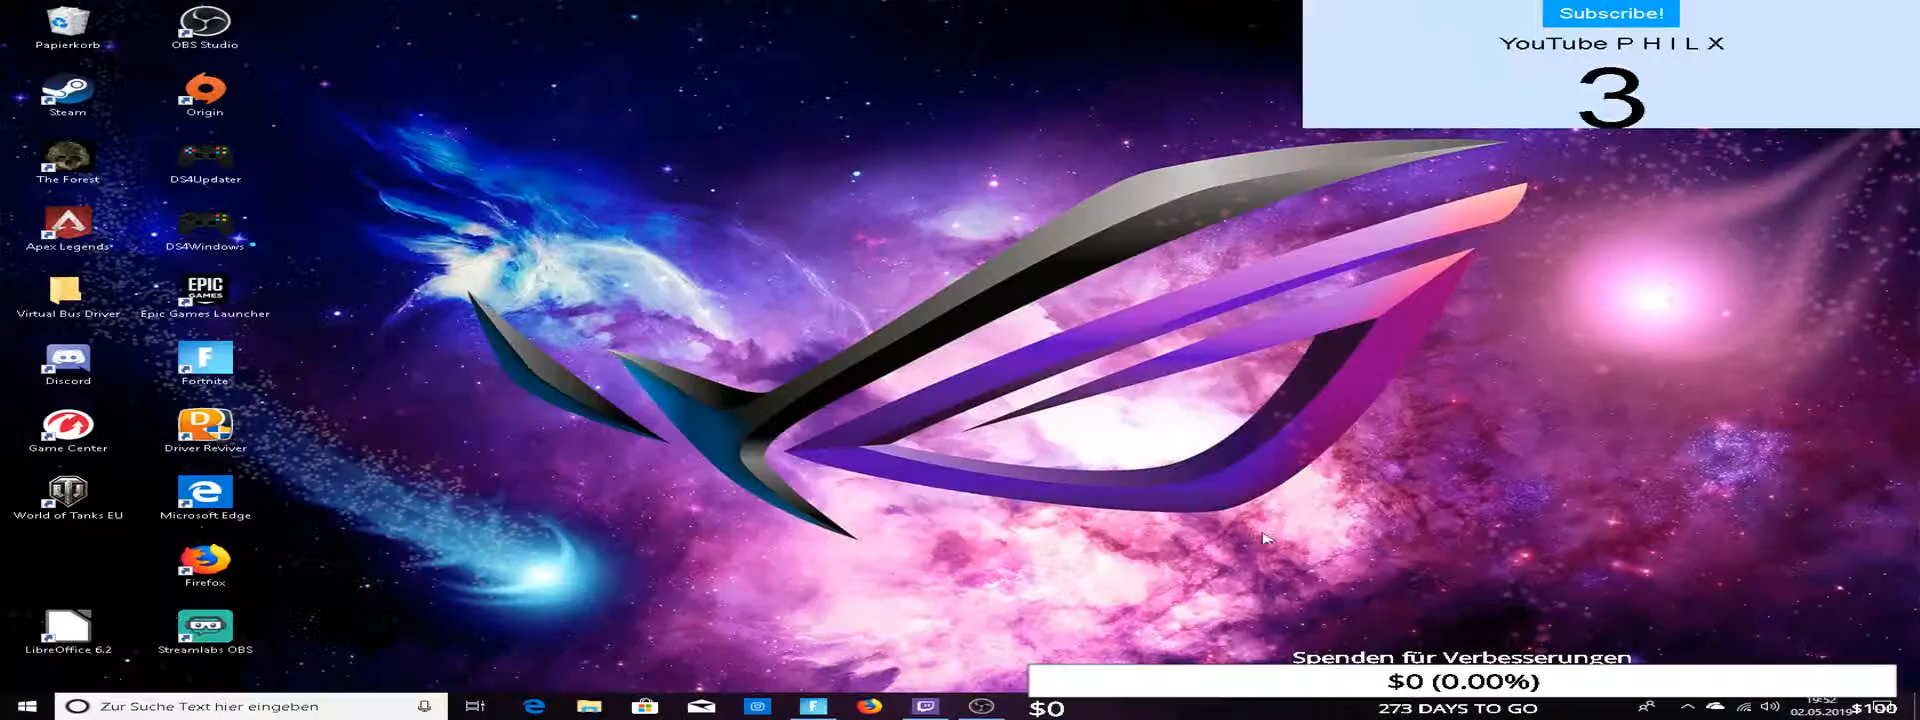 Subscribe!
YouTube P H I L X
3
Papierkorb
OBS Studio
Steam
Origin
The Forest
DS4Updater
Apex Legends
DS4Windows
EPIC
GAMES
Virtual Bus Driver
Epic Games Launcher
F
Discord
Fortnite
D
Game Center
Driver Reviver
World of Tanks EU
Microsoft Edge
Firefox
LibreOffice 6.2
Streamlabs OBS
Spenden für Verbesserungen
$0 (0.00%)
Zur Suche Text hier eingeben
F
$0
273 DAYS TO GO
19:52
02.05.2019
$100